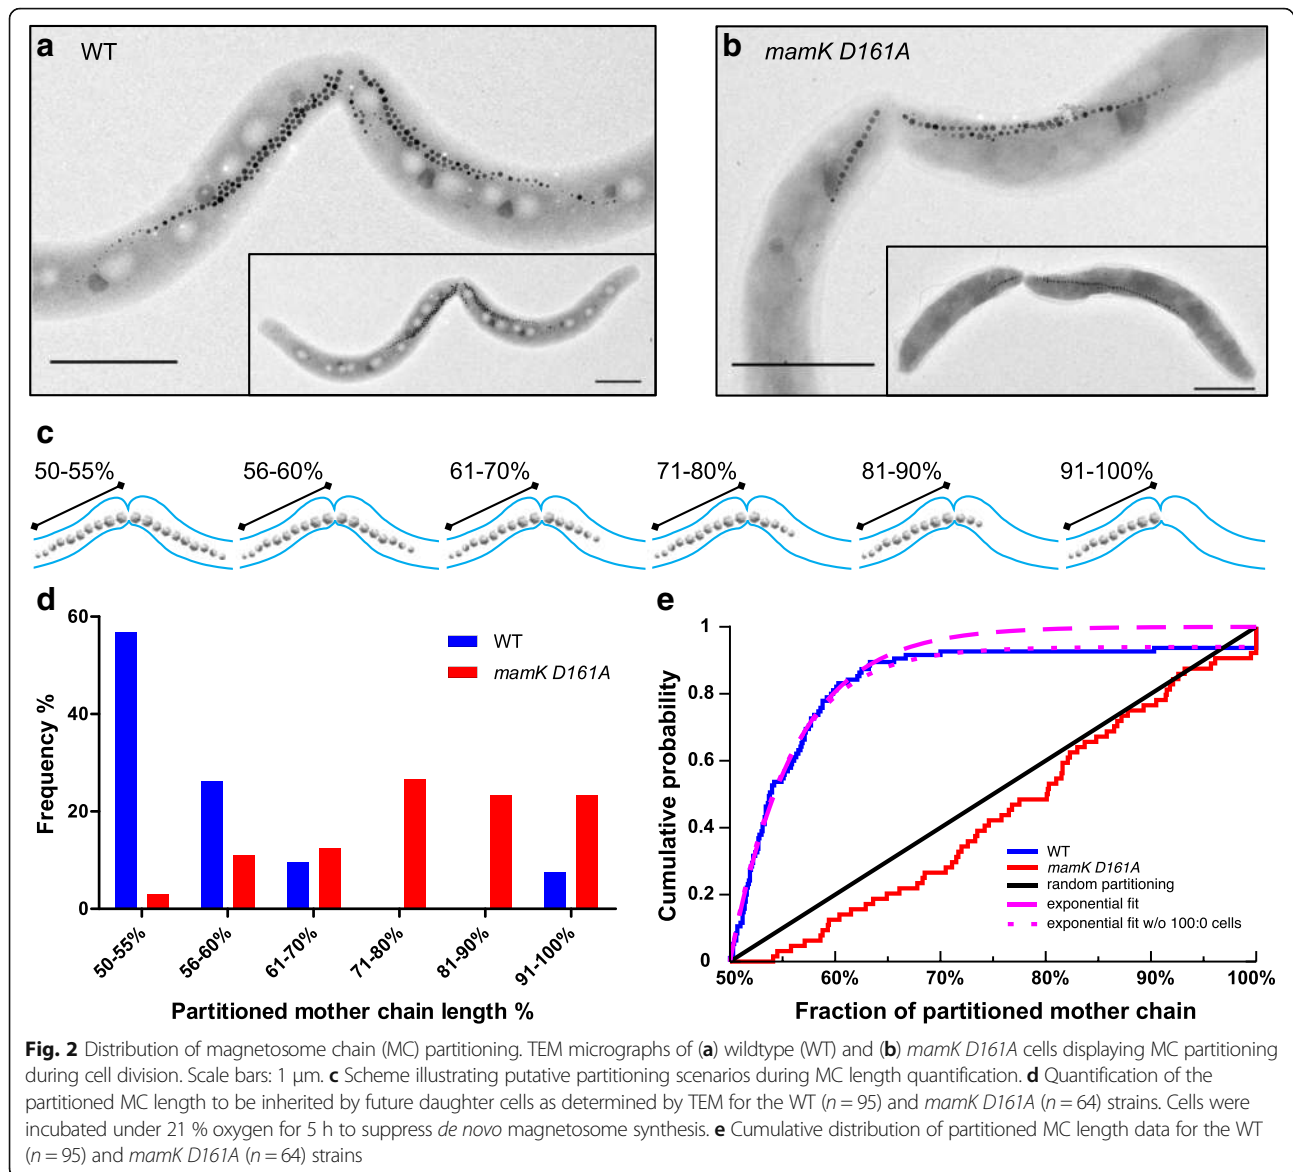 a WT
b mamK D161A
c
50-55% 56-60% 61-70% 71-80% 81-90% 91-100%
d
60
40
20
0
Frequency %
WT
mamK D161A
50-55% 56-60% 61-70% 71-80% 81-90% 91-100%
Partitioned mother chain length %
e
1
0.8
0.6
0.4
0.2
0
Cumulative probability
WT
mamK D161A
random partitioning
exponential fit
exponential fit w/o 100:0 cells
50% 60% 70% 80% 90% 100%
Fraction of partitioned mother chain
Fig. 2 Distribution of magnetosome chain (MC) partitioning. TEM micrographs of (a) wildtype (WT) and (b) mamK D161A cells displaying MC partitioning
during cell division. Scale bars: 1 μm. c Scheme illustrating putative partitioning scenarios during MC length quantification. d Quantification of the
partitioned MC length to be inherited by future daughter cells as determined by TEM for the WT (n = 95) and mamK D161A (n = 64) strains. Cells were
incubated under 21 % oxygen for 5 h to suppress de novo magnetosome synthesis. e Cumulative distribution of partitioned MC length data for the WT
(n = 95) and mamK D161A (n = 64) strains